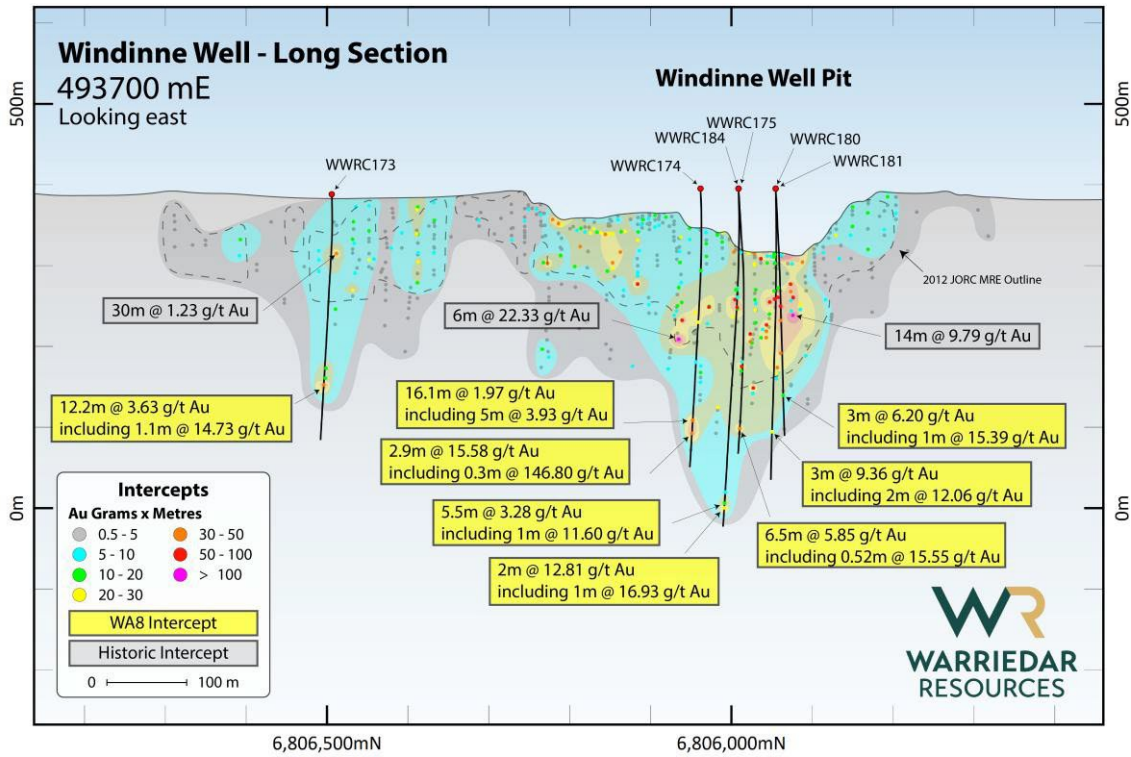 Windinne Well - Long Section
493700 mE
Looking east
Windinne Well Pit
500m
500m
WWRC173
WWRC174
WWRC184
WWRC175
WWRC180
WWRC181
2012 JORC MRE Outline
30m @ 1.23 g/t Au
6m @ 22.33 g/t Au
14m @ 9.79 g/t Au
12.2m @ 3.63 g/t Au
including 1.1m @ 14.73 g/t Au
16.1m @ 1.97 g/t Au
including 5m @ 3.93 g/t Au
2.9m @ 15.58 g/t Au
including 0.3m @ 146.80 g/t Au
5.5m @ 3.28 g/t Au
including 1m @ 11.60 g/t Au
2m @ 12.81 g/t Au
including 1m @ 16.93 g/t Au
3m @ 6.20 g/t Au
including 1m @ 15.39 g/t Au
3m @ 9.36 g/t Au
including 2m @ 12.06 g/t Au
6.5m @ 5.85 g/t Au
including 0.52m @ 15.55 g/t Au
0m
0m
Intercepts
Au Grams x Metres
0.5 - 5
5 - 10
10 - 20
20 - 30
30 - 50
50 - 100
> 100
WA8 Intercept
Historic Intercept
0 100 m
WR
WARRIEDAR
RESOURCES
6,806,500mN
6,806,000mN